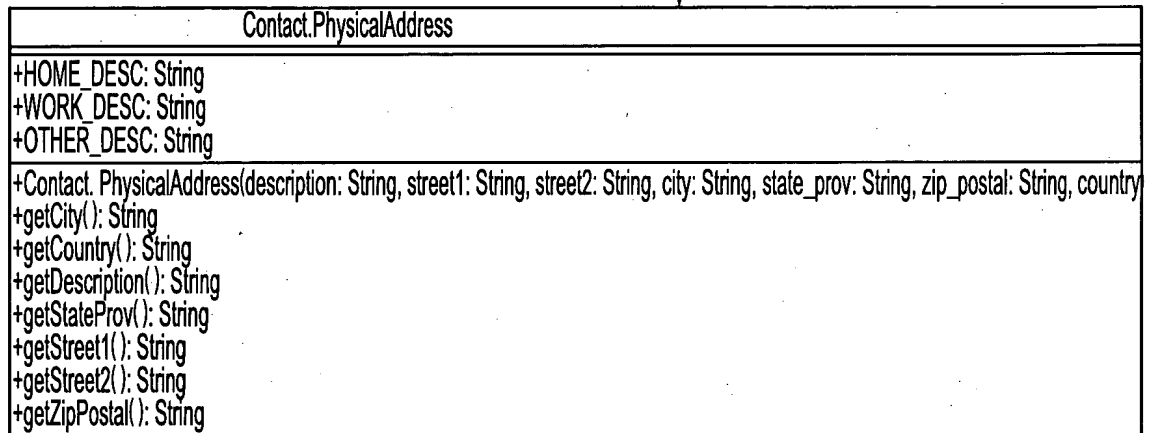 Contact.PhysicalAddress
+HOME_DESC: String
+WORK_DESC: String
+OTHER_DESC: String
+Contact. PhysicalAddress(description: String, street1: String, street2: String, city: String, state_prov: String, zip_postal: String, country
+getCity( ): String
+getCountry( ): String
+getDescription( ): String
+getStateProv( ): String
+getStreet1( ): String
+getStreet2( ): String
+getZipPostal( ): String